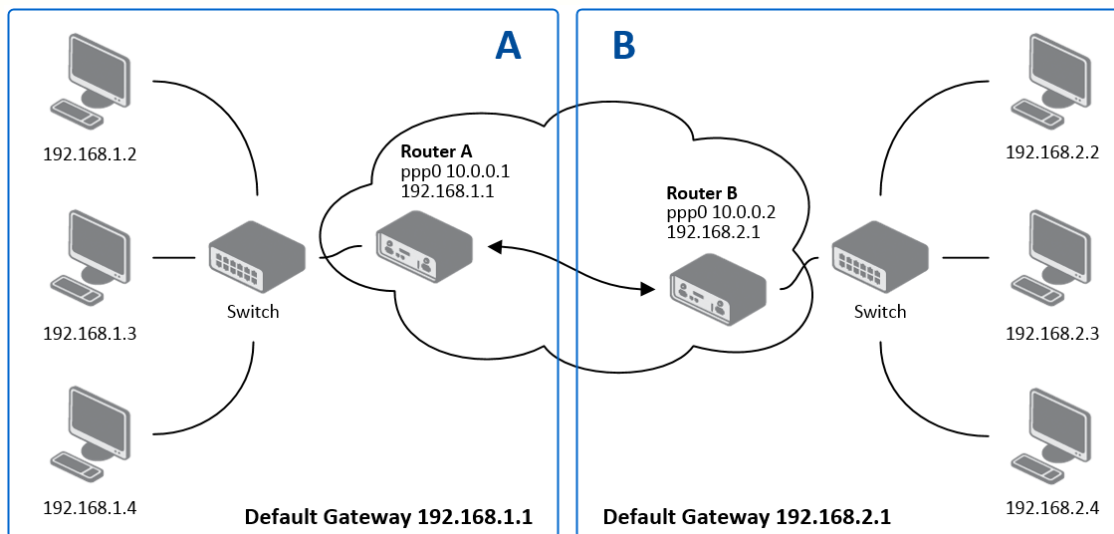 A
B
192.168.1.2
192.168.2.2
Router A
ppp0 10.0.0.1
192.168.1.1
Router B
ppp0 10.0.0.2
192.168.2.1
192.168.1.3
Switch
Switch
192.168.2.3
192.168.1.4
Default Gateway 192.168.1.1
Default Gateway 192.168.2.1
192.168.2.4